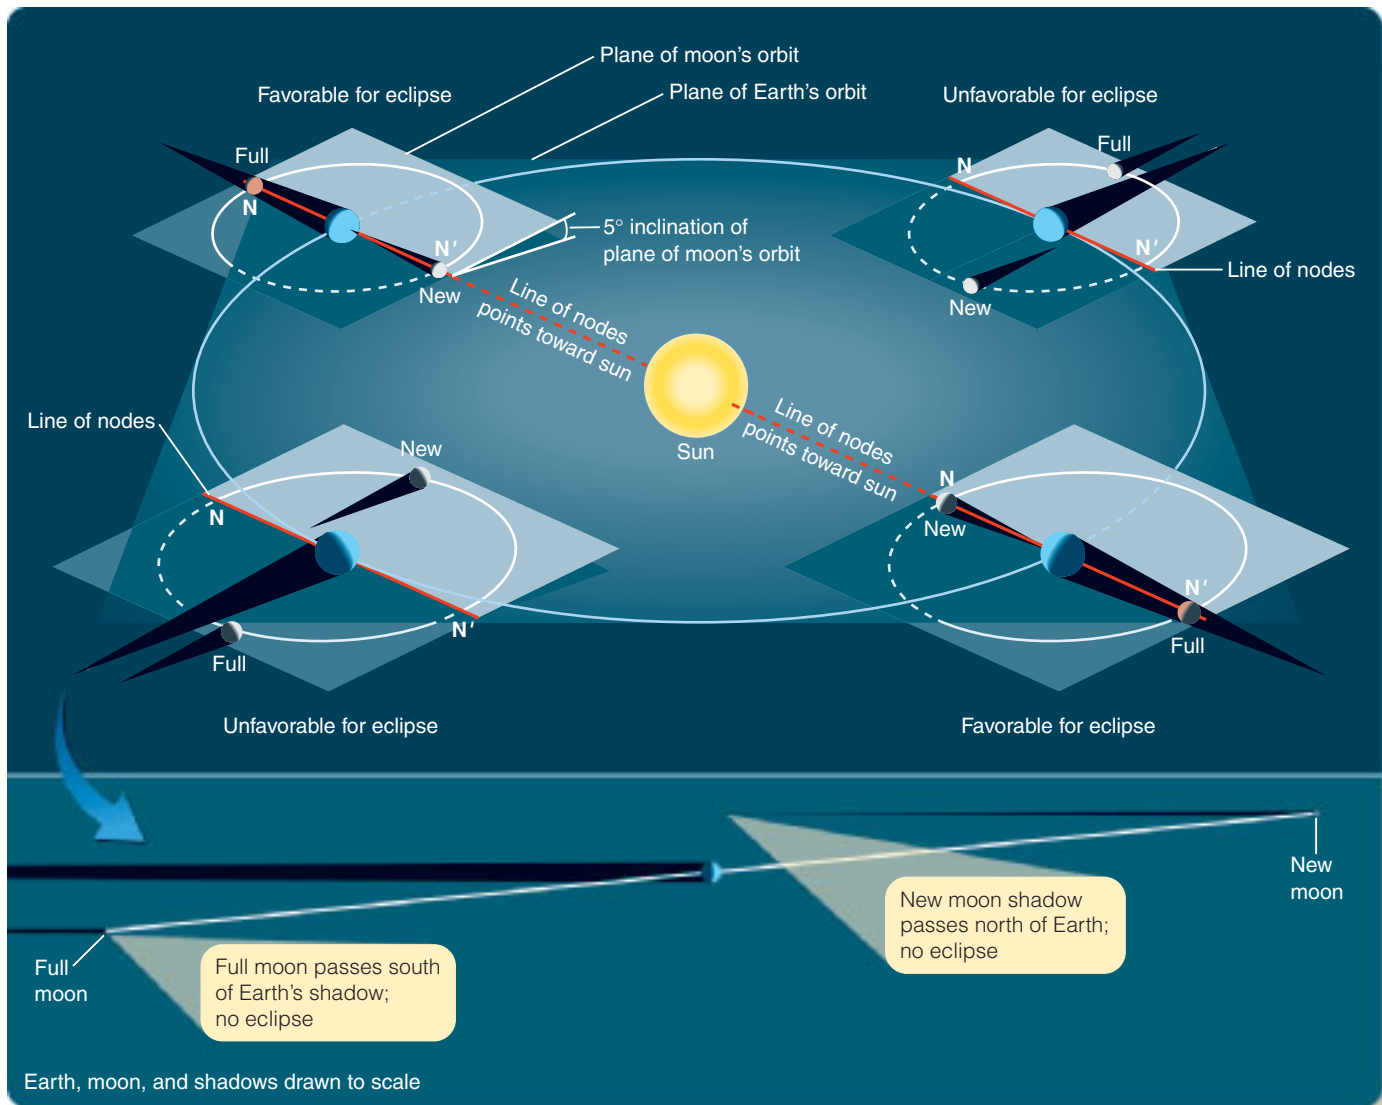 Plane of moon's orbit
Favorable for eclipse
Plane of Earth's orbit
Unfavorable for eclipse
Full
N
N′
New
5° inclination of
plane of moon's orbit
Full
N
N′
New
Line of nodes
Line of nodes
points toward sun
Sun
Line of nodes
points toward sun
Line of nodes
New
N
N′
Full
N
New
N′
Full
Unfavorable for eclipse
Favorable for eclipse
New
moon
New moon shadow
passes north of Earth;
no eclipse
Full
moon
Full moon passes south
of Earth's shadow;
no eclipse
Earth, moon, and shadows drawn to scale